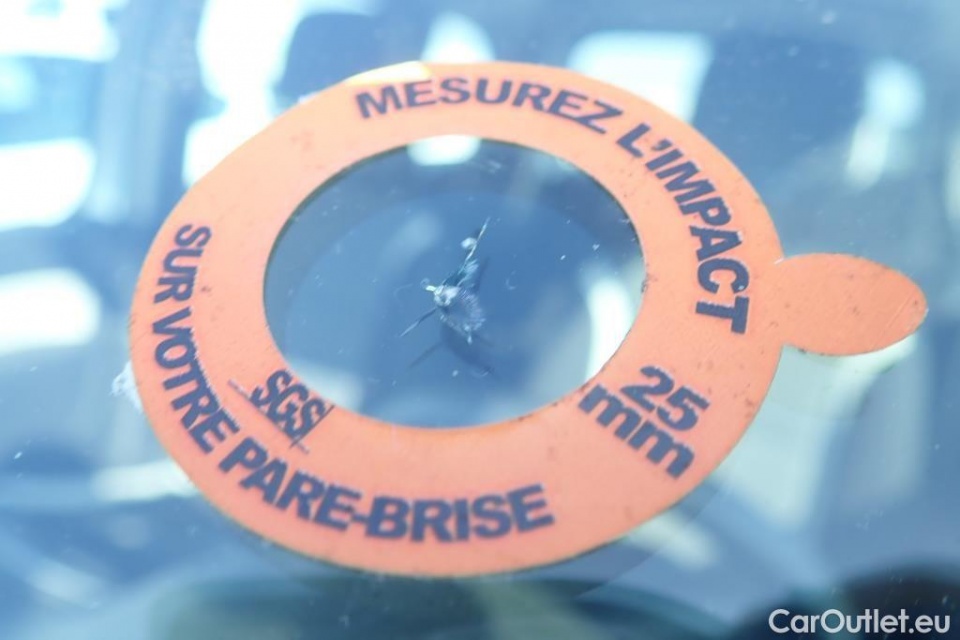 MESUREZ L'IMPACT
25
mm
SUR VOTRE PARE-BRISE
SGS
CarOutlet.eu